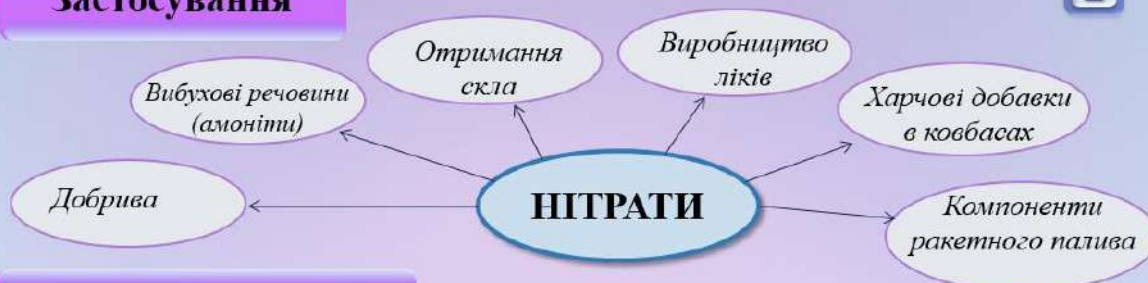 Застосування
Отримання
скла
Виробництво
ліків
Вибухові речовини
(амоніти)
Харчові добавки
в ковбасах
Добрива
НІТРАТИ
Компоненти
ракетного палива